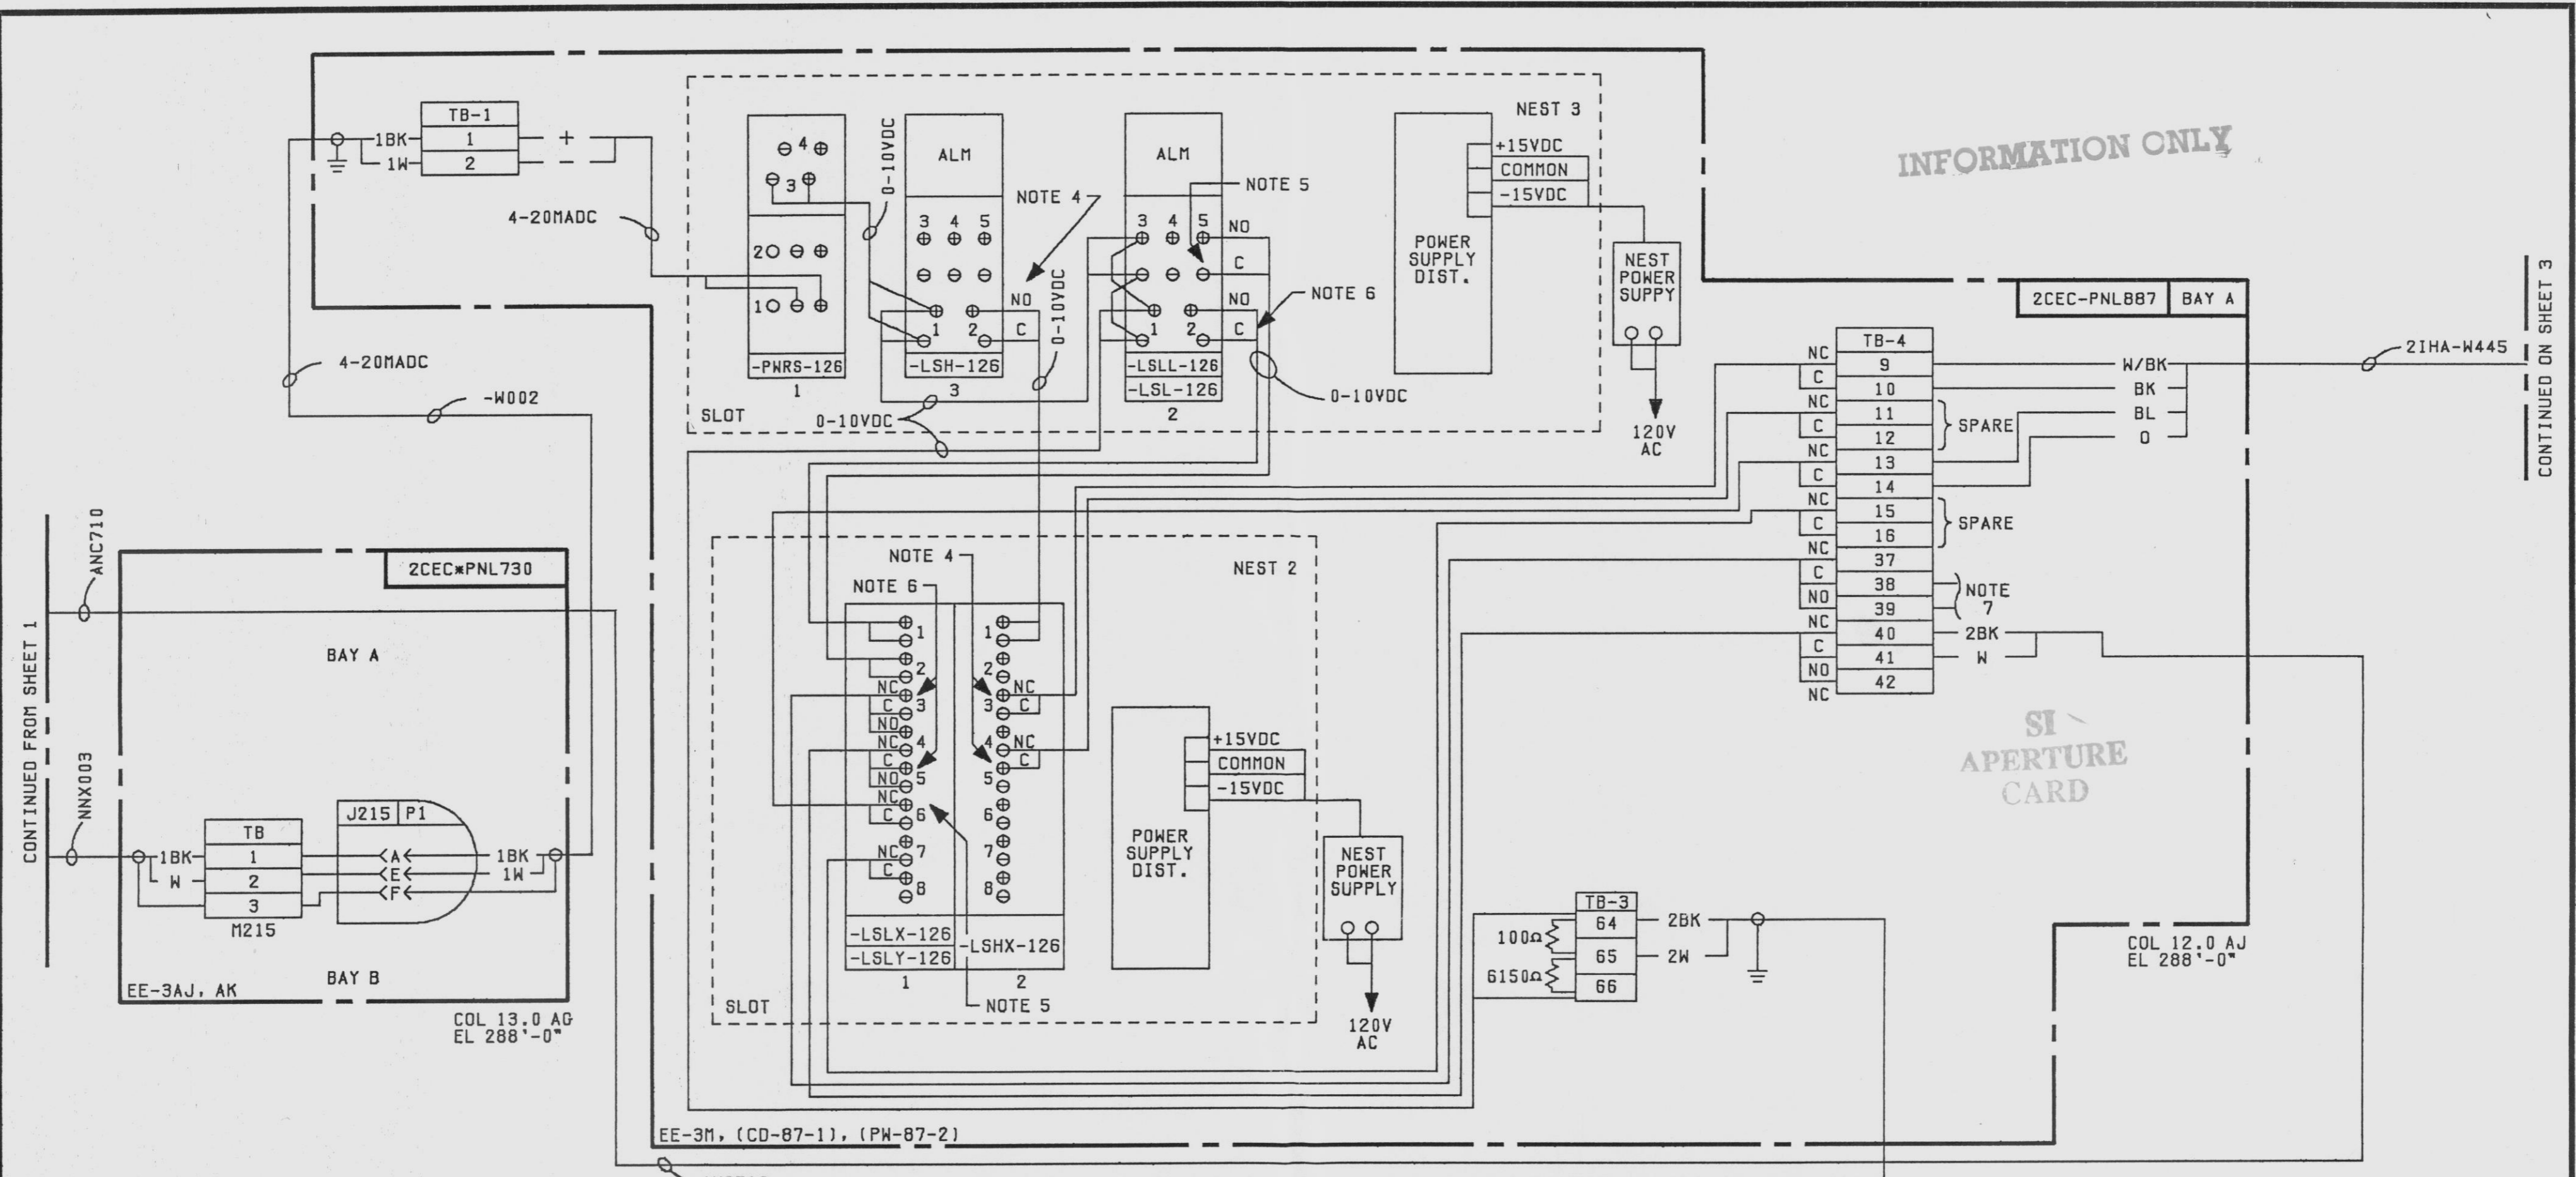 TB-1
1BK
1
+
1W
2
-
4-20MADC
4-20MADC
-W002
NEST 3
4
3
2
1
-PWRS-126
1
0-10VDC
ALM
NOTE 4
3 4 5
NO
1 2 C
-LSH-126
3
0-10VDC
ALM
NOTE 5
3 4 5 NO
C
NO
1 2 C
NOTE 6
-LSLL-126
-LSL-126
2
0-10VDC
0-10VDC
SLOT
+15VDC
COMMON
-15VDC
POWER
SUPPLY
DIST.
NEST
POWER
SUPPY
120V
AC
INFORMATION ONLY
2CEC-PNL887
BAY A
CONTINUED ON SHEET 3
2IHA-W445
TB-4
NC
9
W/BK
C
10
BK
NC
11
BL
C
12
O
SPARE
NC
13
C
14
NC
15
C
16
SPARE
NC
37
C
38
NO
39
NOTE
7
NC
40
2BK
C
41
W
NO
42
NC
CONTINUED FROM SHEET 1
ANC710
NNX003
2CEC*PNL730
BAY A
J215
P1
TB
1BK
1
A
1BK
W
2
E
1W
3
F
M215
BAY B
EE-3AJ, AK
COL 13.0 AG
EL 288'-0"
NEST 2
NOTE 4
NOTE 6
1
2
NC
3
C
NO
NC
4
C
NO
5
NC
C
6
NC
7
C
8
1
2
NC
3
C
4
NC
C
5
6
7
8
-LSLX-126
-LSLY-126
1
-LSHX-126
2
NOTE 5
SLOT
+15VDC
COMMON
-15VDC
POWER
SUPPLY
DIST.
NEST
POWER
SUPPLY
120V
AC
TB-3
100Ω
64
2BK
65
2W
6150Ω
66
SI
APERTURE
CARD
COL 12.0 AJ
EL 288'-0"
EE-3M, (CD-87-1), (PW-87-2)